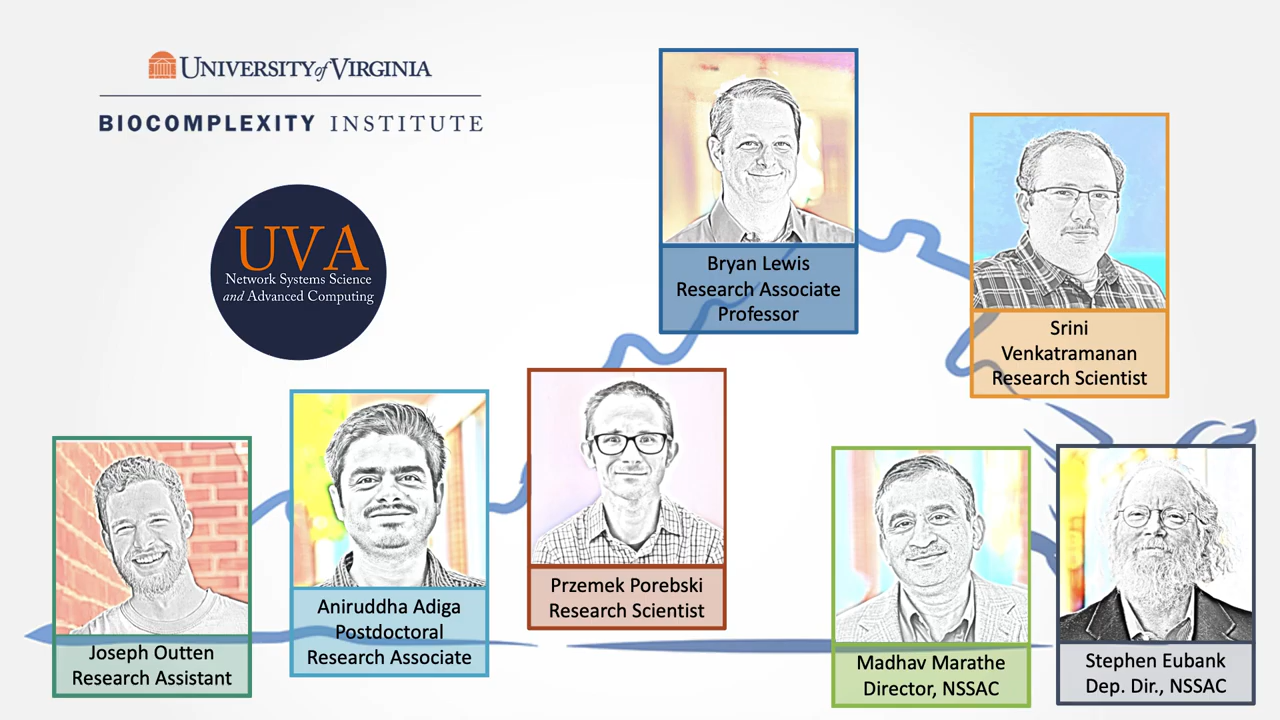 UNIVERSITY of VIRGINIA
BIOCOMPLEXITY INSTITUTE
UVA
Network Systems Science
and Advanced Computing
Bryan Lewis
Research Associate
Professor
Srini
Venkatramanan
Research Scientist
Joseph Outten
Research Assistant
Aniruddha Adiga
Postdoctoral
Research Associate
Przemek Porebski
Research Scientist
Madhav Marathe
Director, NSSAC
Stephen Eubank
Dep. Dir., NSSAC